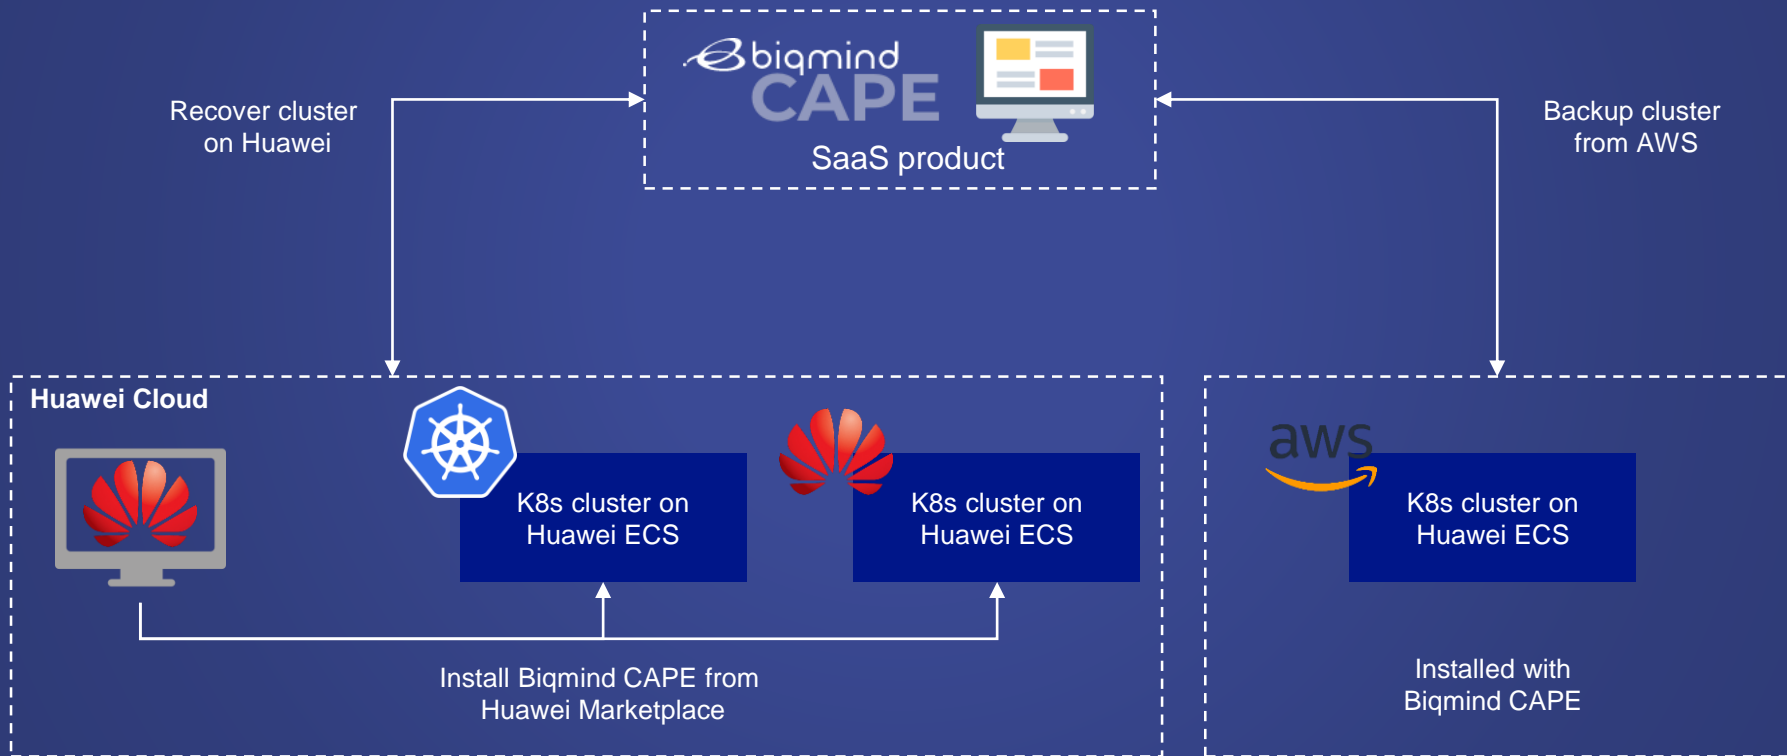 biqmind
CAPE
SaaS product
Recover cluster
on Huawei
Backup cluster
from AWS
Huawei Cloud
K8s cluster on
Huawei ECS
K8s cluster on
Huawei ECS
Install Biqmind CAPE from
Huawei Marketplace
aws
K8s cluster on
Huawei ECS
Installed with
Biqmind CAPE